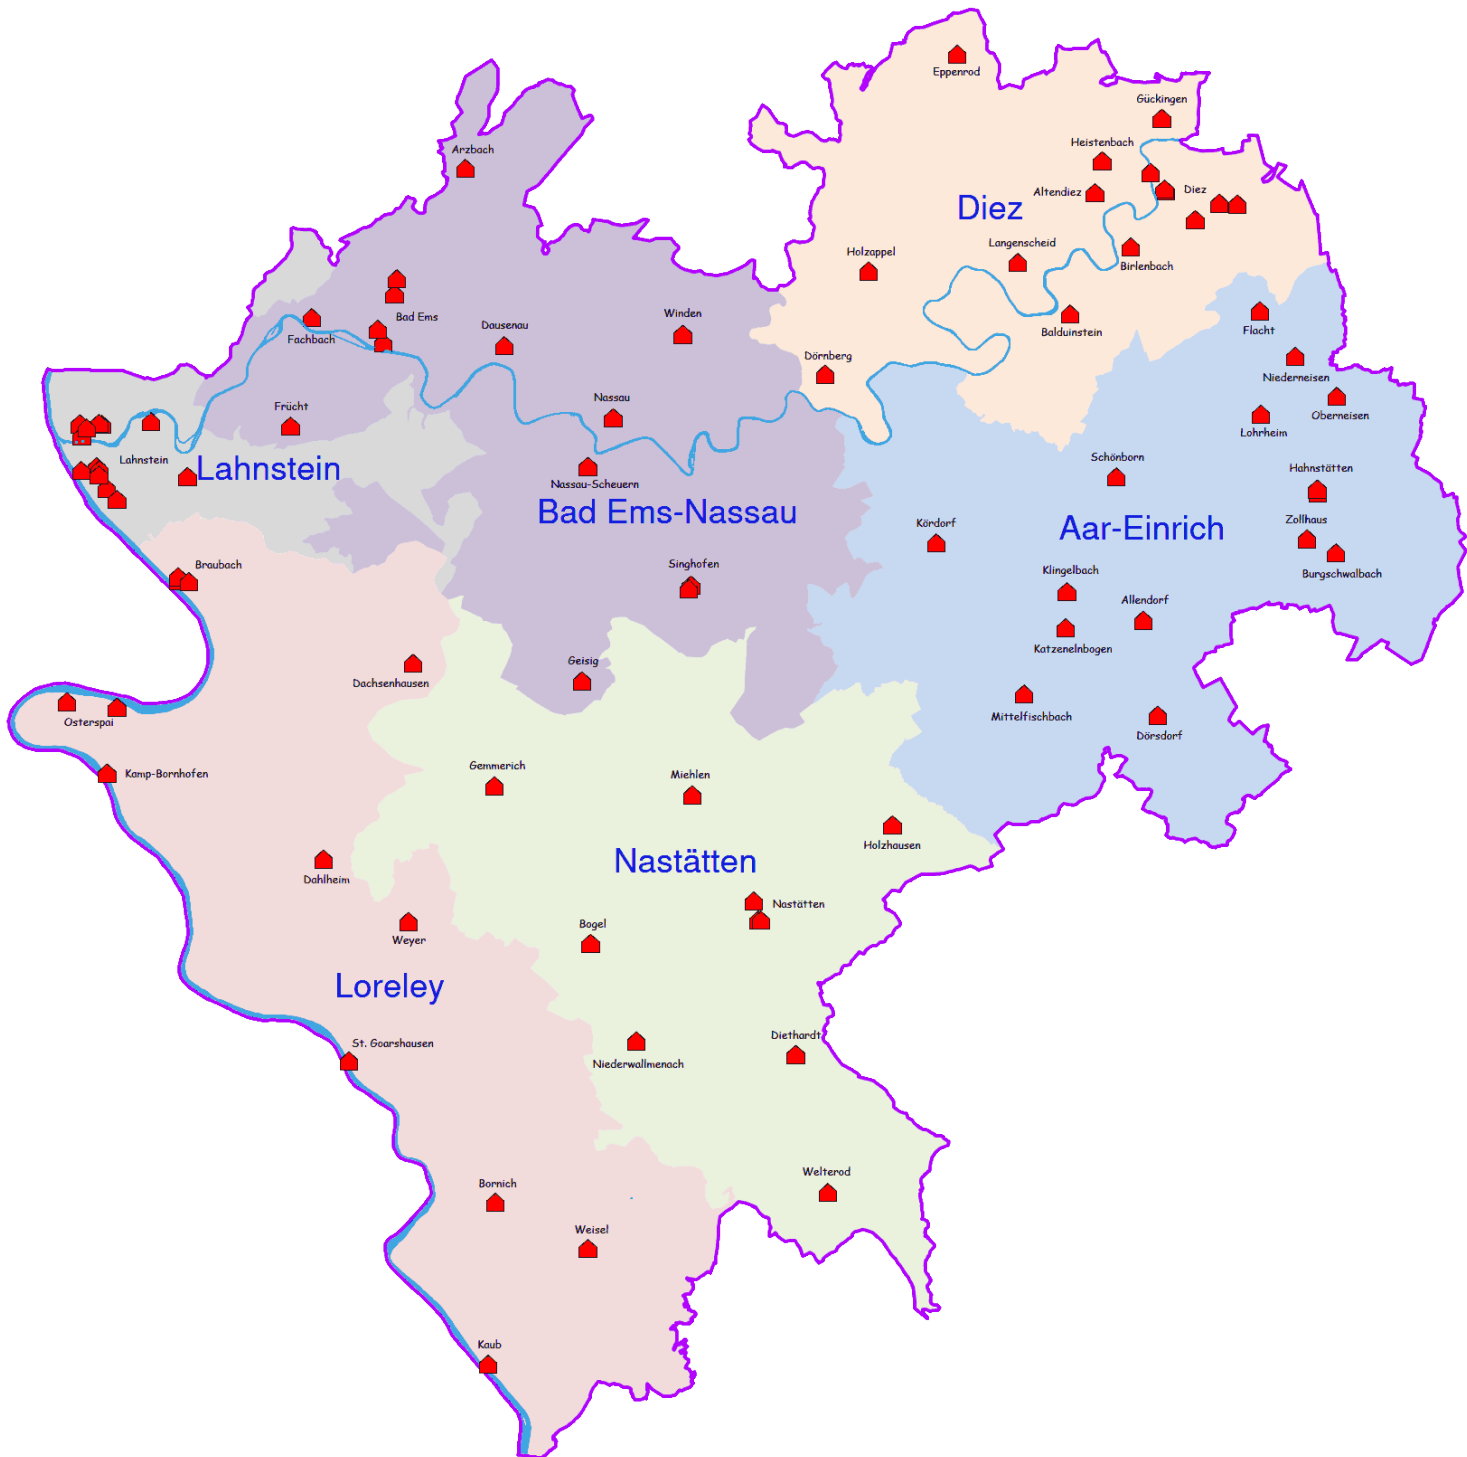 Eppenrod
Gückingen
Heistenbach
Arzbach
Altendiez
Diez
Diez
Langenscheid
Holzappel
Birlenbach
Bad Ems
Dausenau
Winden
Fachbach
Balduinstein
Flacht
Dörnberg
Niederneisen
Nassau
Frücht
Oberneisen
Lohrheim
Lahnstein
Lahnstein
Schönborn
Hahnstätten
Nassau-Scheuern
Bad Ems-Nassau
Kördorf
Aar-Einrich
Zollhaus
Braubach
Singhofen
Klingelbach
Burgschwalbach
Allendorf
Katzenelnbogen
Geisig
Dachsenhausen
Mittelfischbach
Osterspai
Dörsdorf
Gemmerich
Kamp-Bornhofen
Miehlen
Holzhausen
Nastätten
Dahlheim
Nastätten
Bogel
Weyer
Loreley
St. Goarshausen
Diethardt
Niederwallmenach
Welterod
Bornich
Weisel
Kaub